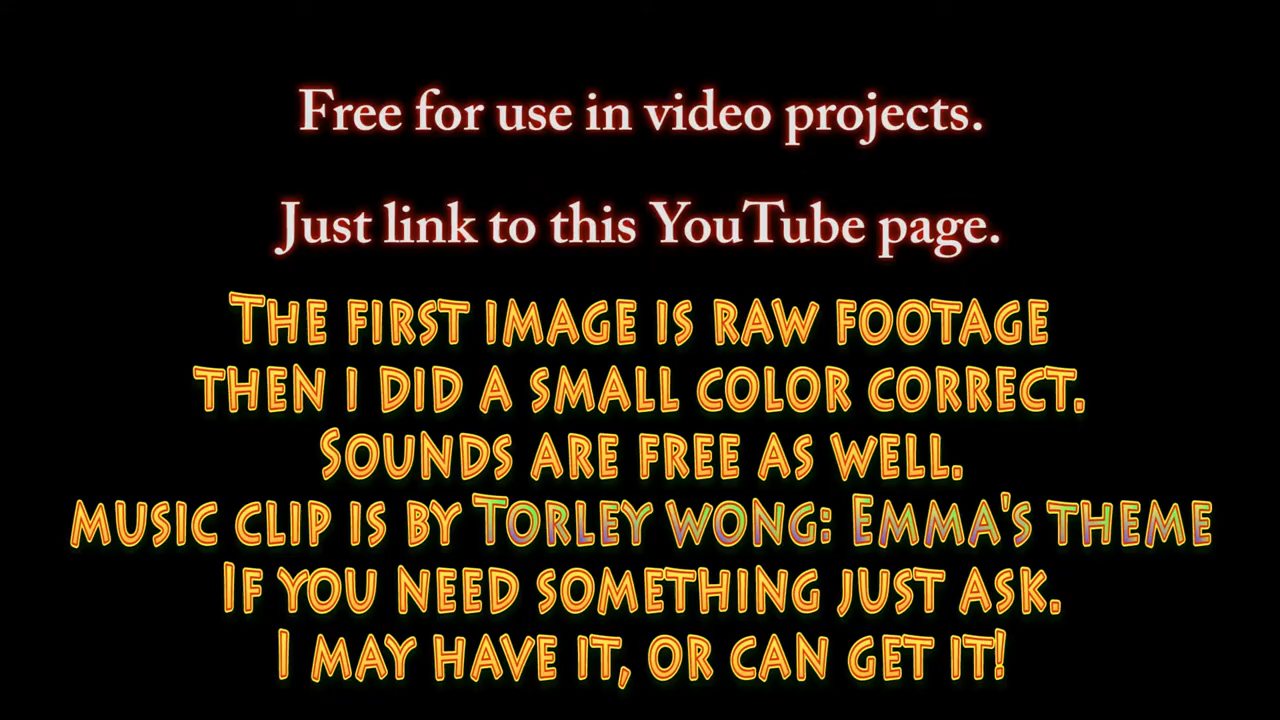 Free for use in video projects.
Just link to this YouTube page.
The first image is raw footage
then I did a small color correct.
Sounds are free as well.
music clip is by Torley wong: Emma's theme
If you need something just ask.
I may have it, or can get it!